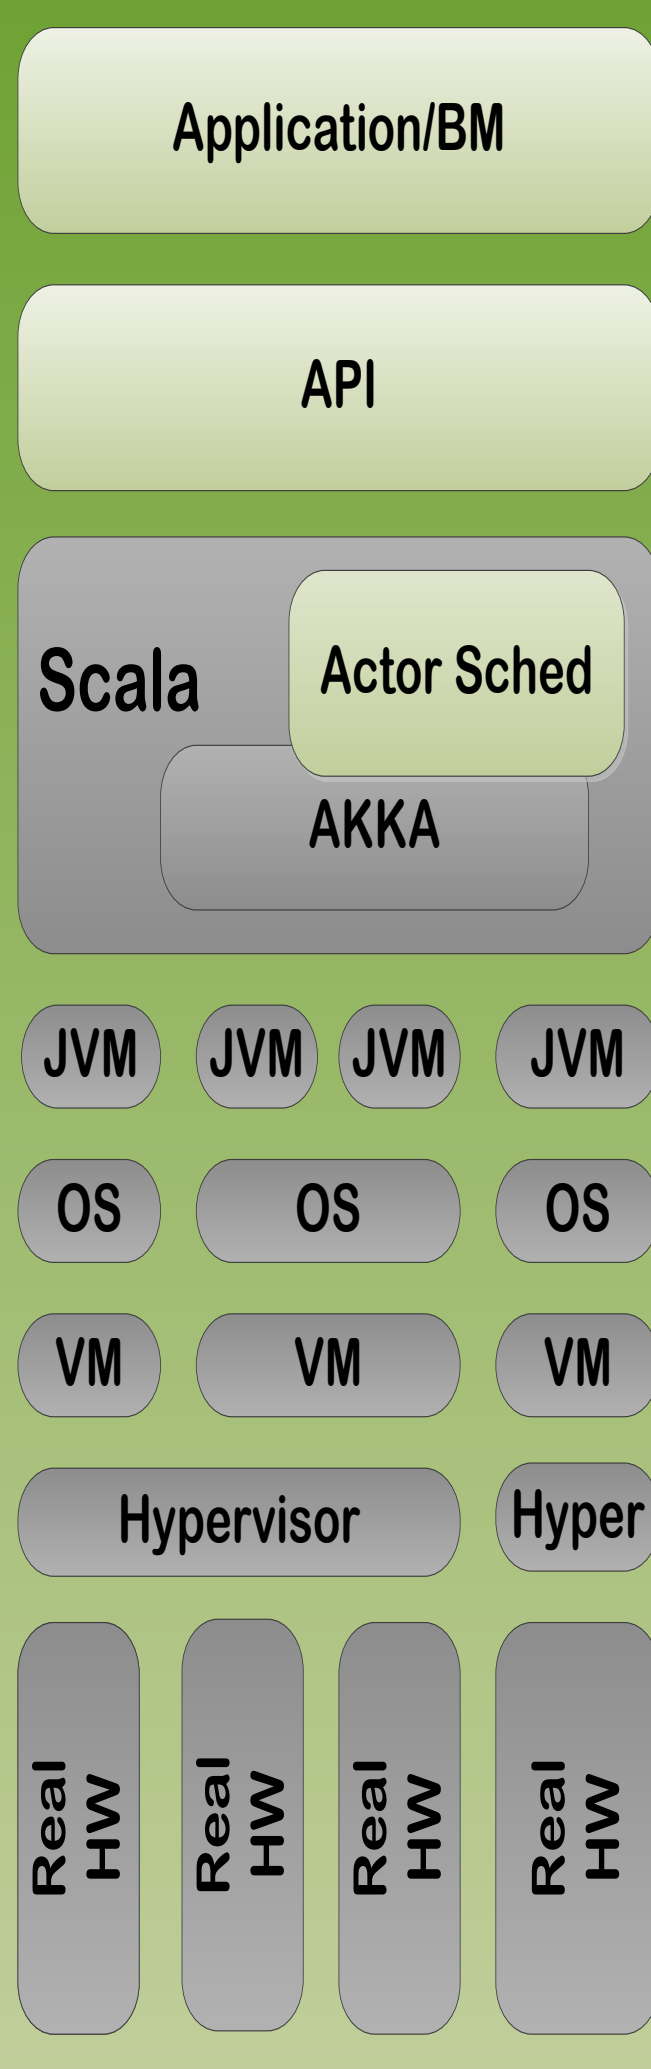 Application/BM
API
Scala
Actor Sched
AKKA
JVM JVM JVM JVM
OS OS OS
VM VM VM
Hypervisor Hyper
Real HW
Real HW
Real HW
Real HW